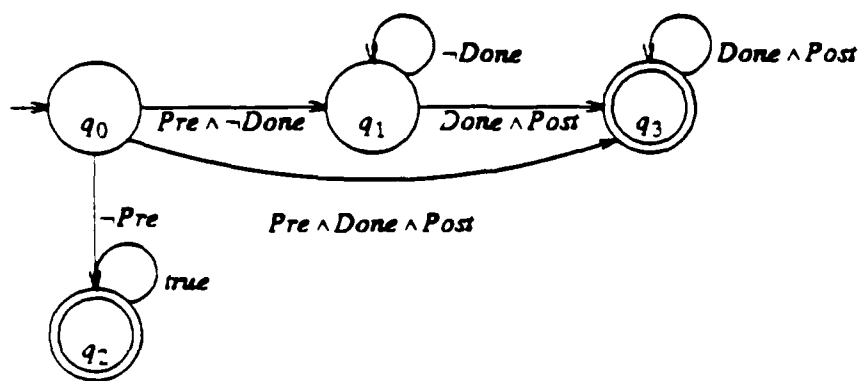 ¬Done
Done ∧ Post
q0 Pre ∧ ¬Done q1 Done ∧ Post q3
¬Pre
Pre ∧ Done ∧ Post
true
q2